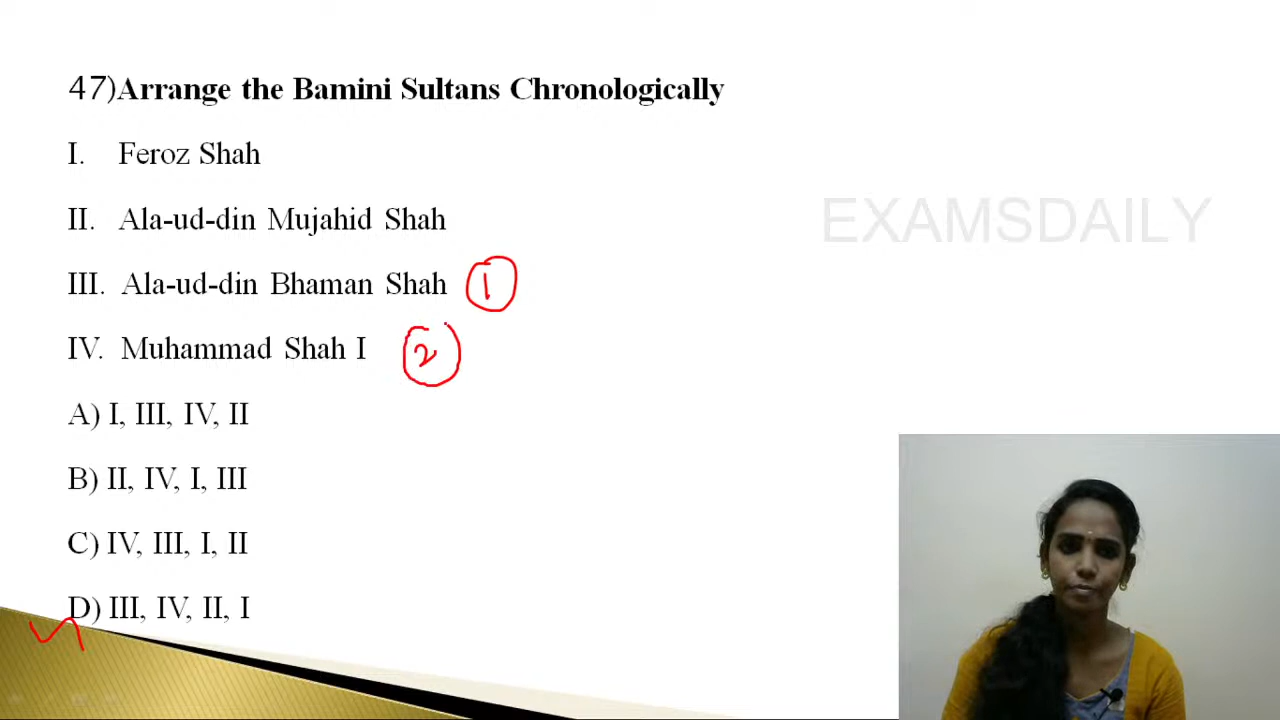 47)Arrange the Bamini Sultans Chronologically
I. Feroz Shah
EXAMSDAILY
II. Ala-ud-din Mujahid Shah
III. Ala-ud-din Bhaman Shah 1
IV. Muhammad Shah I 2
A) I, III, IV, II
B) II, IV, I, III
C) IV, III, I, II
D) III, IV, II, I